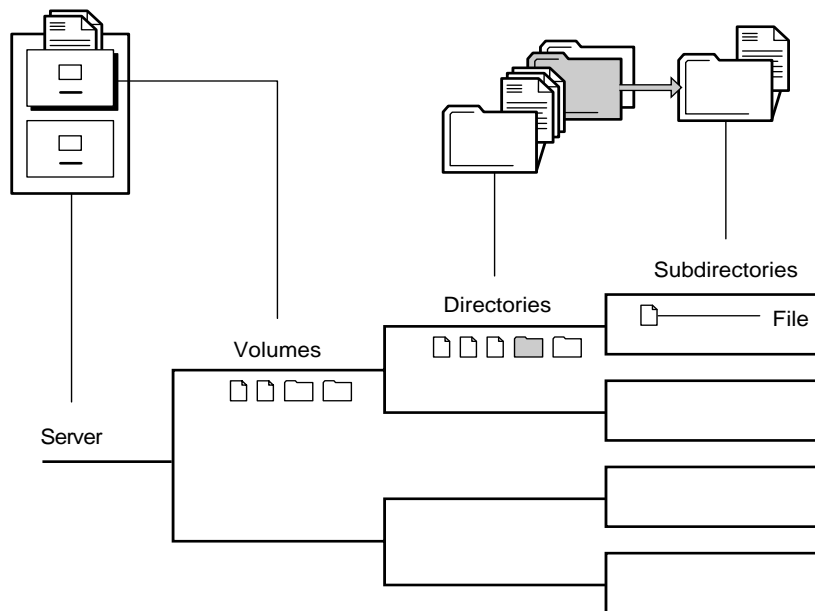 Subdirectories
Directories
File
Volumes
Server